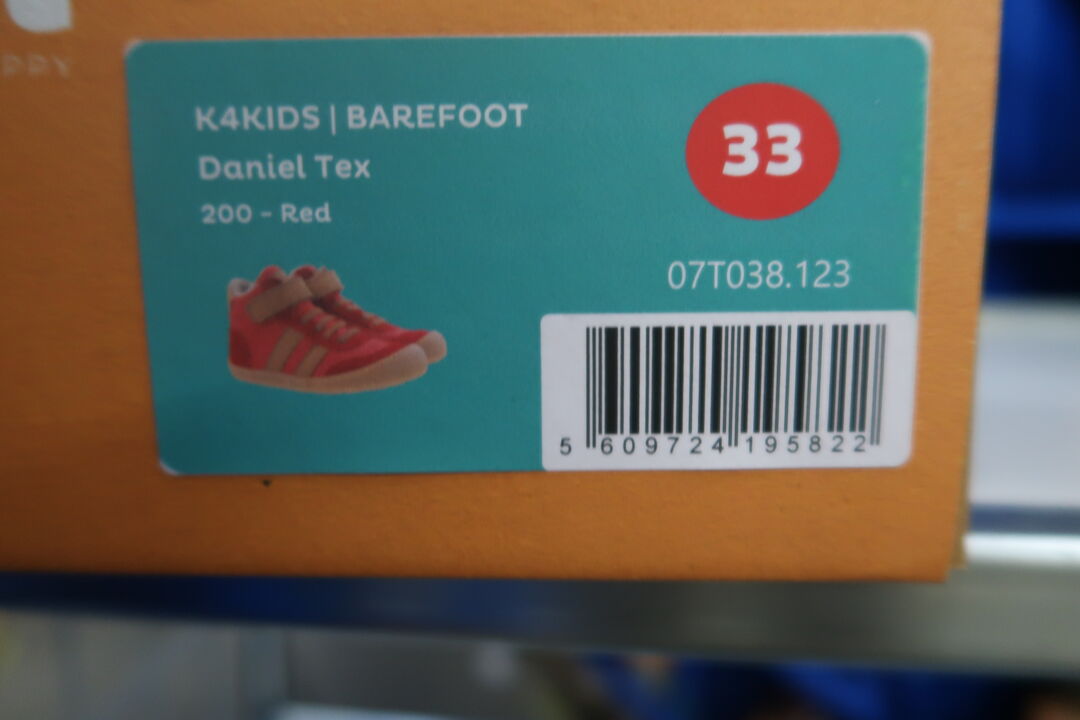 K4KIDS | BAREFOOT
Daniel Tex
200 - Red
33
07T038.123
5 609724 195822